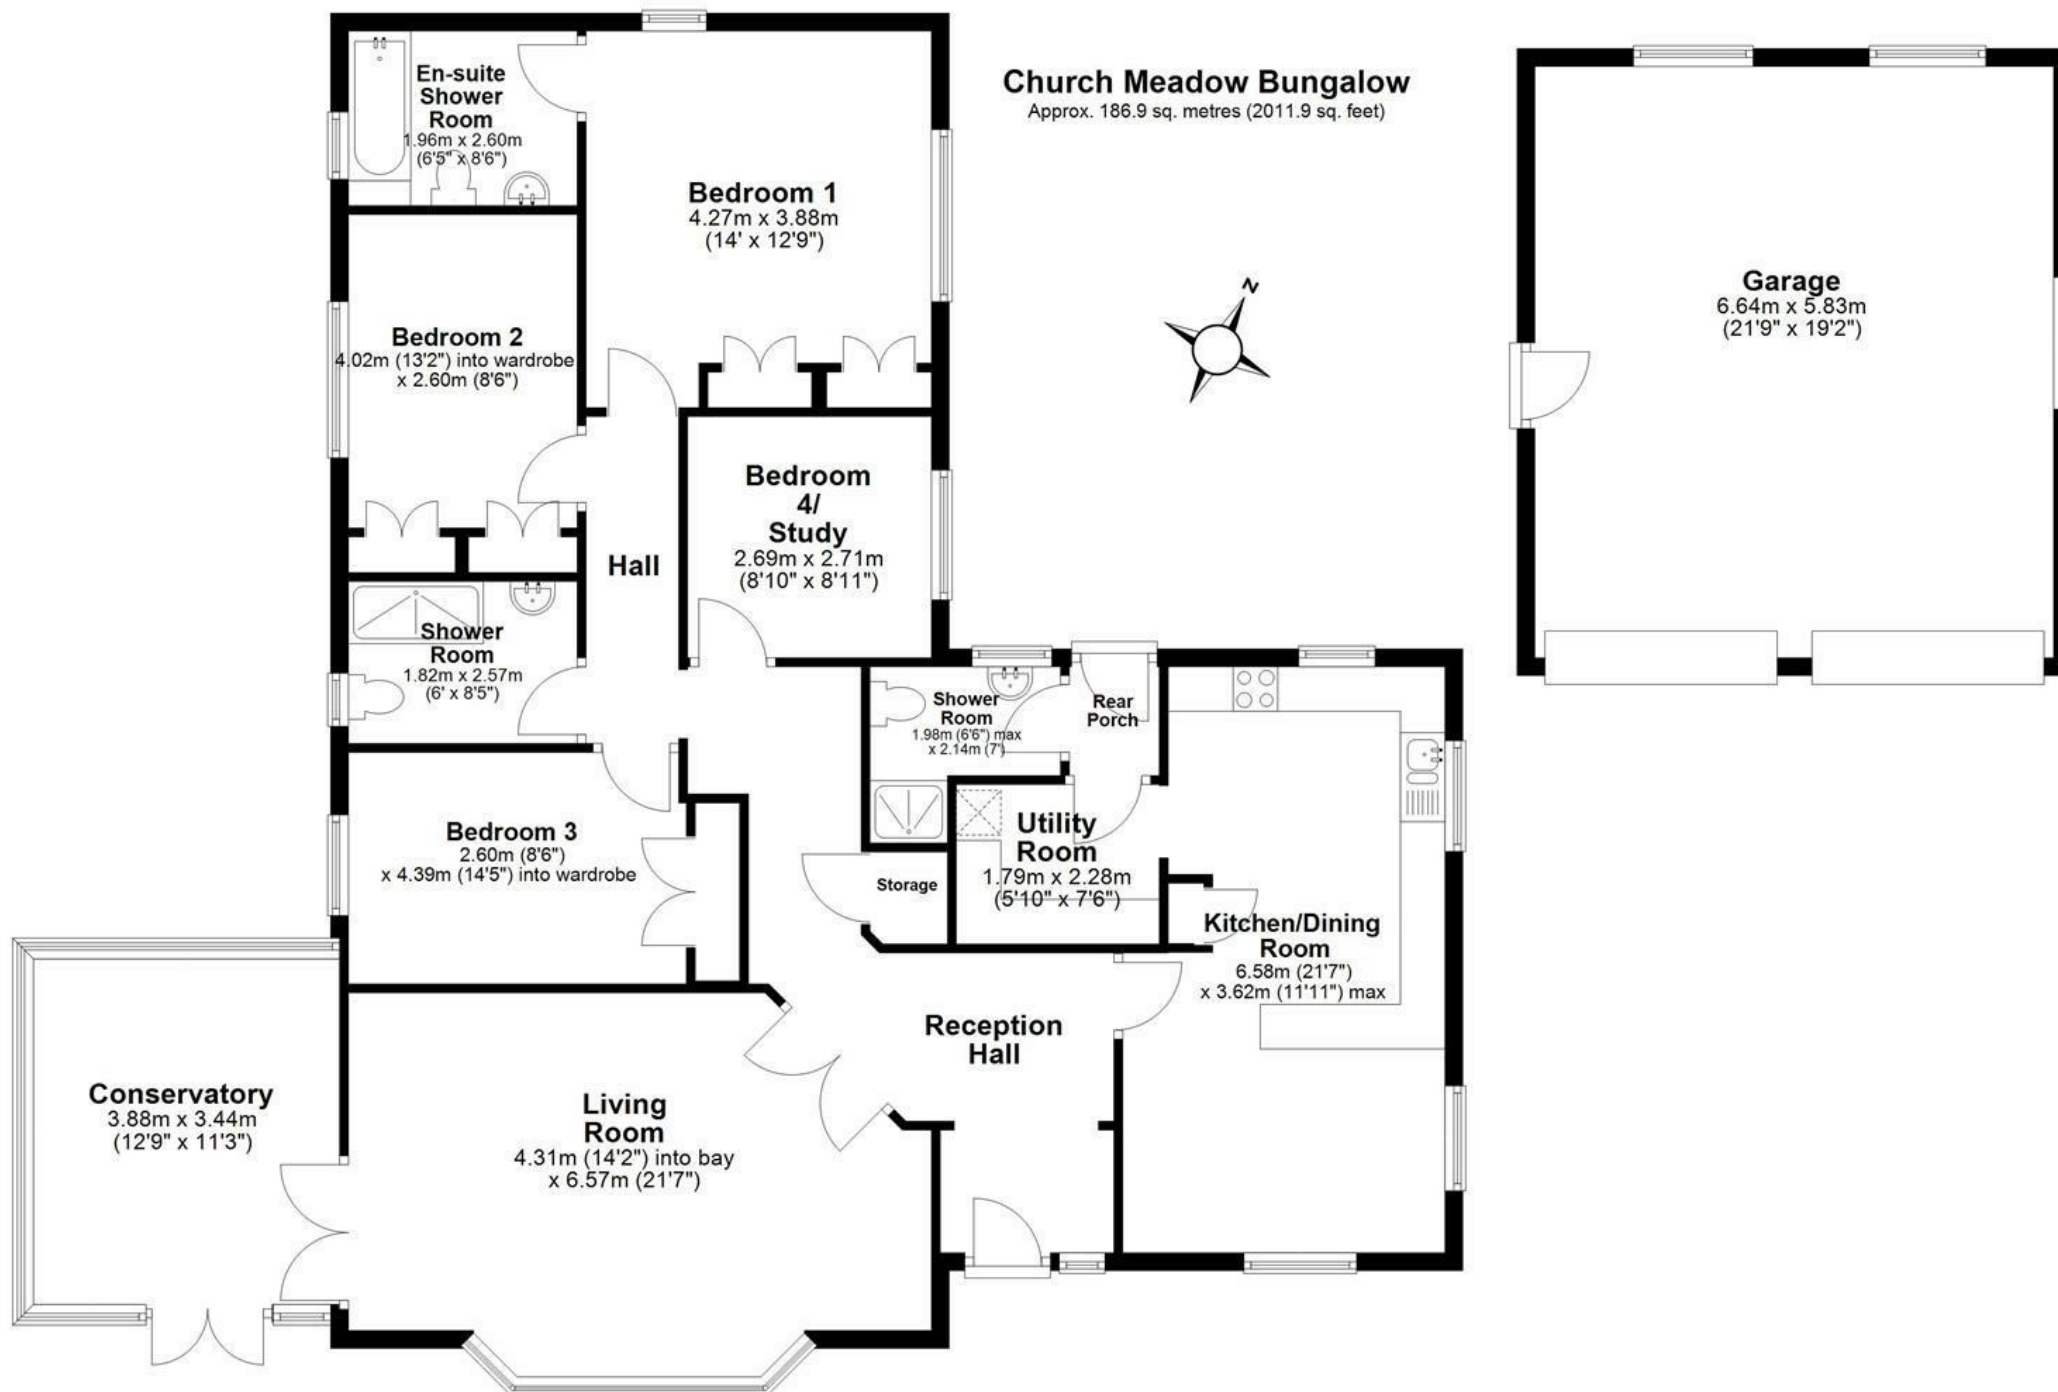 Church Meadow Bungalow
Approx. 186.9 sq. metres (2011.9 sq. feet)
En-suite
Shower
Room
1.96m x 2.60m
(6'5" x 8'6")
Bedroom 1
4.27m x 3.88m
(14' x 12'9")
N
Garage
6.64m x 5.83m
(21'9" x 19'2")
Bedroom 2
4.02m (13'2") into wardrobe
x 2.60m (8'6")
Bedroom
4/
Study
2.69m x 2.71m
(8'10" x 8'11")
Hall
Shower
Room
1.82m x 2.57m
(6' x 8'5")
Shower
Room
1.98m (6'6") max
x 2.14m (7')
Rear
Porch
Bedroom 3
2.60m (8'6")
x 4.39m (14'5") into wardrobe
Utility
Room
1.79m x 2.28m
(5'10" x 7'6")
Storage
Kitchen/Dining
Room
6.58m (21'7")
x 3.62m (11'11") max
Reception
Hall
Conservatory
3.88m x 3.44m
(12'9" x 11'3")
Living
Room
4.31m (14'2") into bay
x 6.57m (21'7")